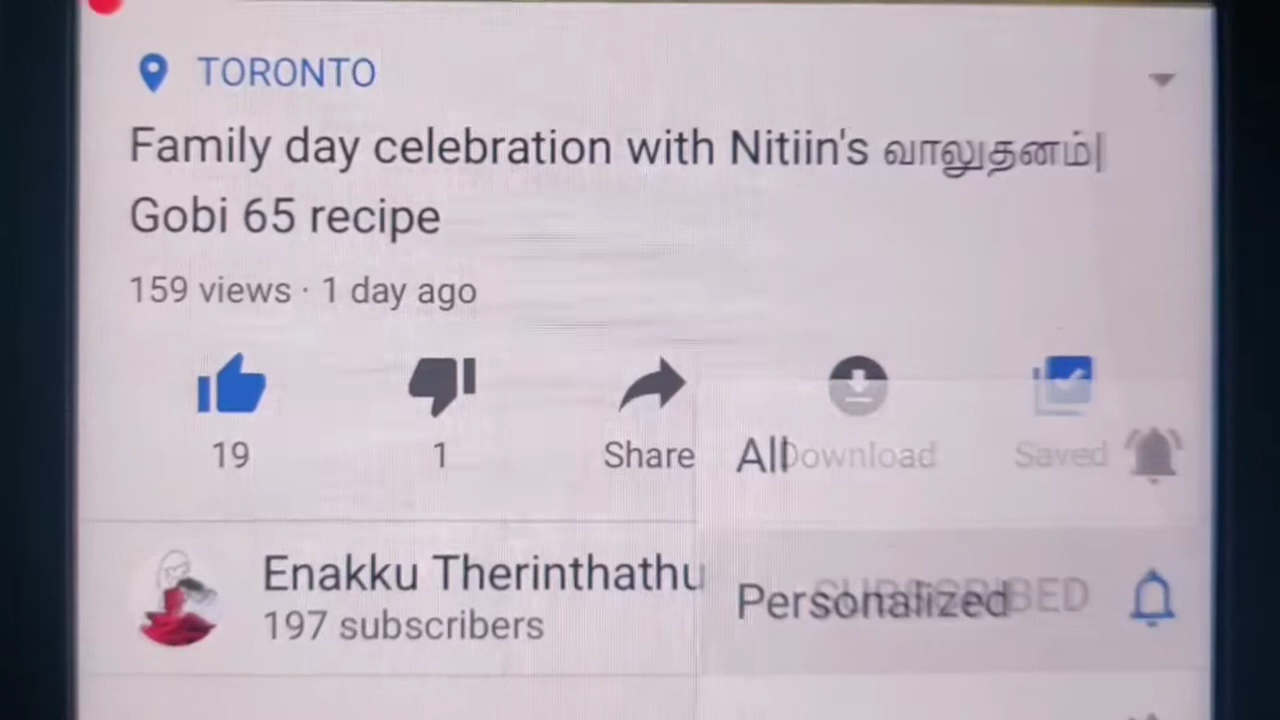 TORONTO
Family day celebration with Nitiin's வாலுதனம்|
Gobi 65 recipe
159 views · 1 day ago
19
1
Share
Download
Saved
All
Enakku Therinthathu
197 subscribers
SUBSCRIBED
Personalized